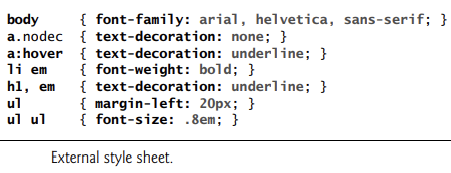 body { font-family: arial, helvetica, sans-serif; }
a.nodec { text-decoration: none; }
a:hover { text-decoration: underline; }
li em { font-weight: bold; }
h1, em { text-decoration: underline; }
ul { margin-left: 20px; }
ul ul { font-size: .8em; }
External style sheet.